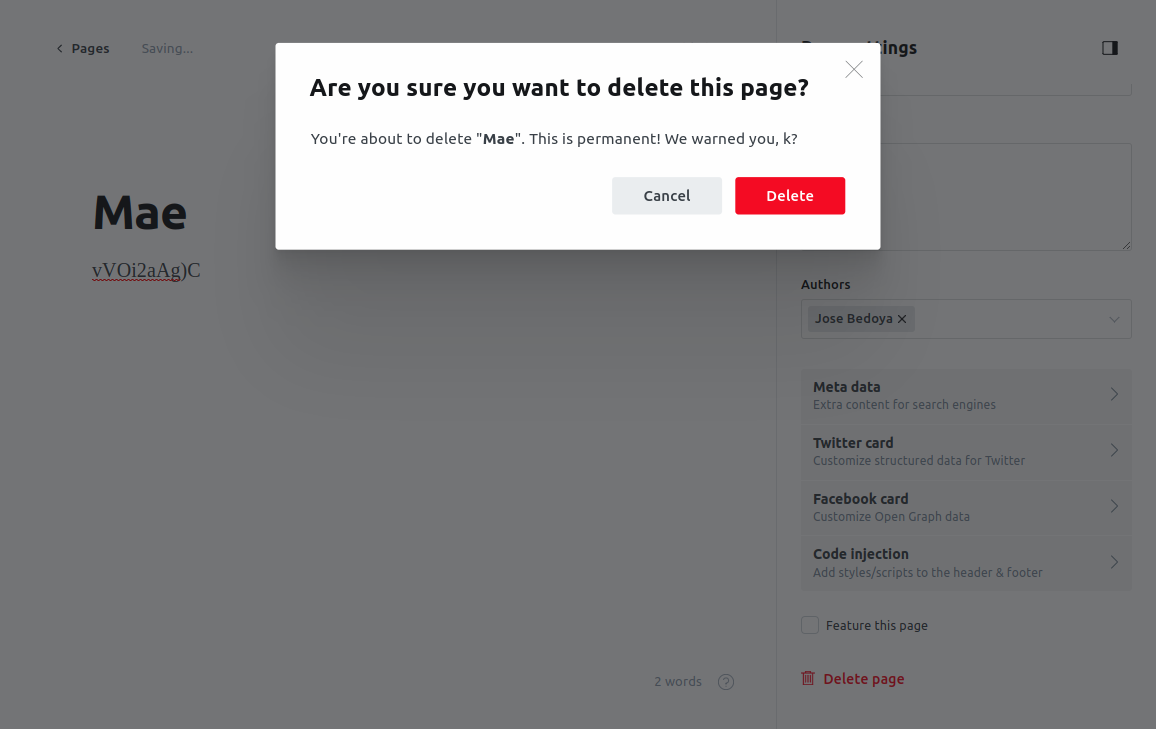 Pages
Saving...
ttings
Are you sure you want to delete this page?
You're about to delete "Mae". This is permanent! We warned you, k?
Cancel
Delete
Mae
vVOi2aAg)C
Authors
Jose Bedoya
Meta data
Extra content for search engines
Twitter card
Customize structured data for Twitter
Facebook card
Customize Open Graph data
Code injection
Add styles/scripts to the header & footer
Feature this page
2 words
Delete page